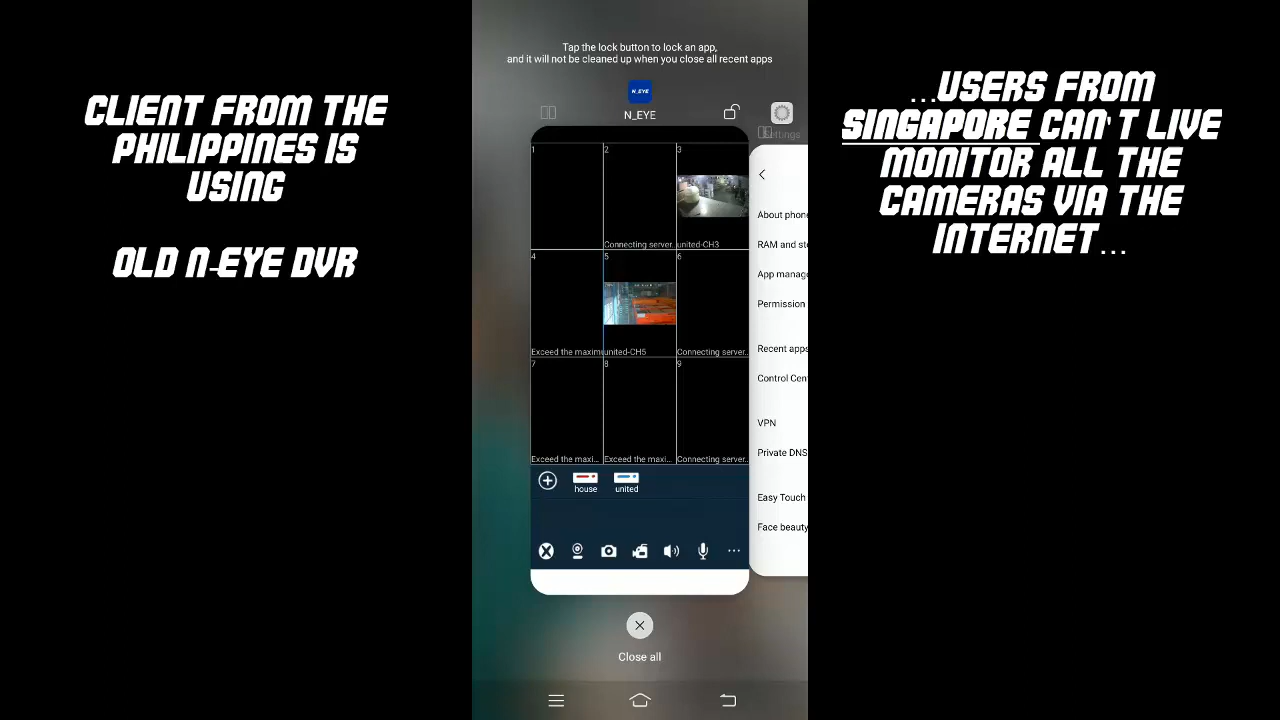 CLIENT FROM THE
PHILIPPINES IS
USING
OLD N-EYE DVR
Tap the lock button to lock an app,
and it will not be cleaned up when you close all recent apps
N_EYE
N_EYE
Settings
1
2
3
Connecting server..
united-CH3
4
5
6
Exceed the maximu
united-CH5
Connecting server..
7
8
9
Exceed the maxi...
Exceed the maxi...
Connecting server..
house
united
About phone
RAM and sto
App manag
Permission
Recent apps
Control Cen
VPN
Private DNS
Easy Touch
Face beauty
Close all
...USERS FROM
SINGAPORE CAN'T LIVE
MONITOR ALL THE
CAMERAS VIA THE
INTERNET...